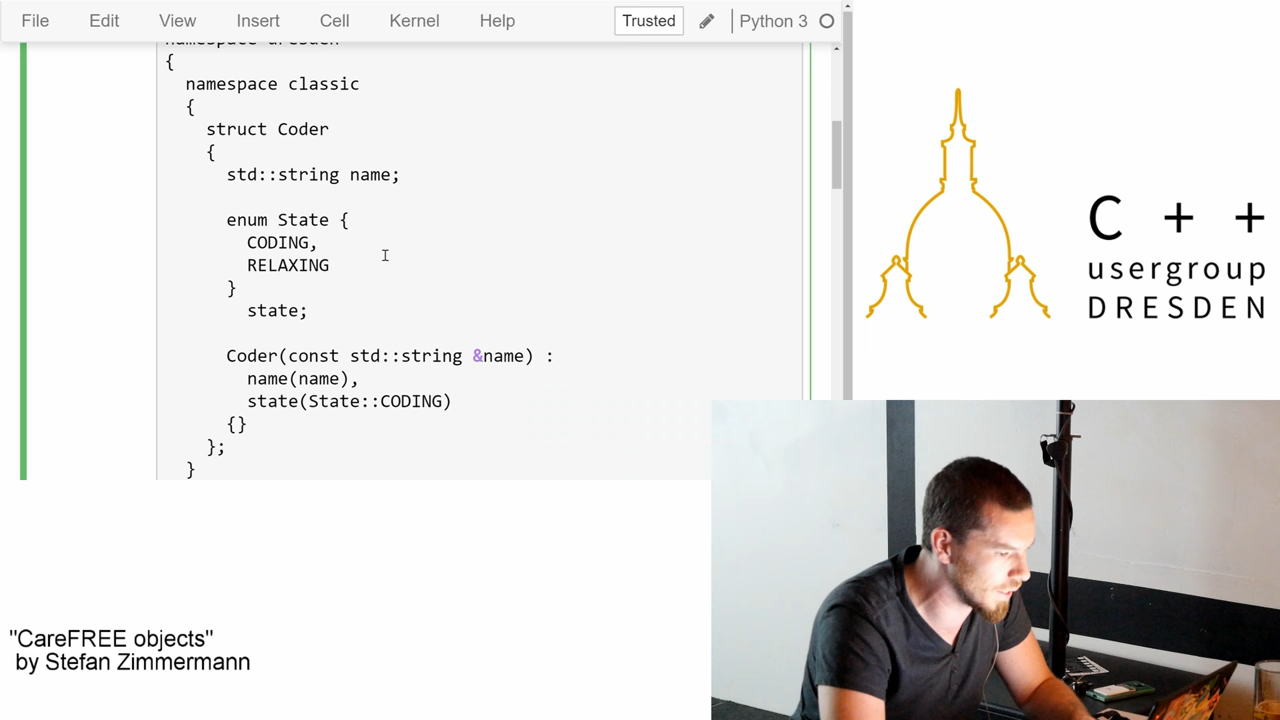 File Edit View Insert Cell Kernel Help Trusted Python 3
namespace dresden
{
namespace classic
{
struct Coder
{
std::string name;
enum State {
CODING,
RELAXING
}
state;
Coder(const std::string &name) :
name(name),
state(State::CODING)
{}
};
}
C + +
usergroup
DRESDEN
"CareFREE objects"
by Stefan Zimmermann